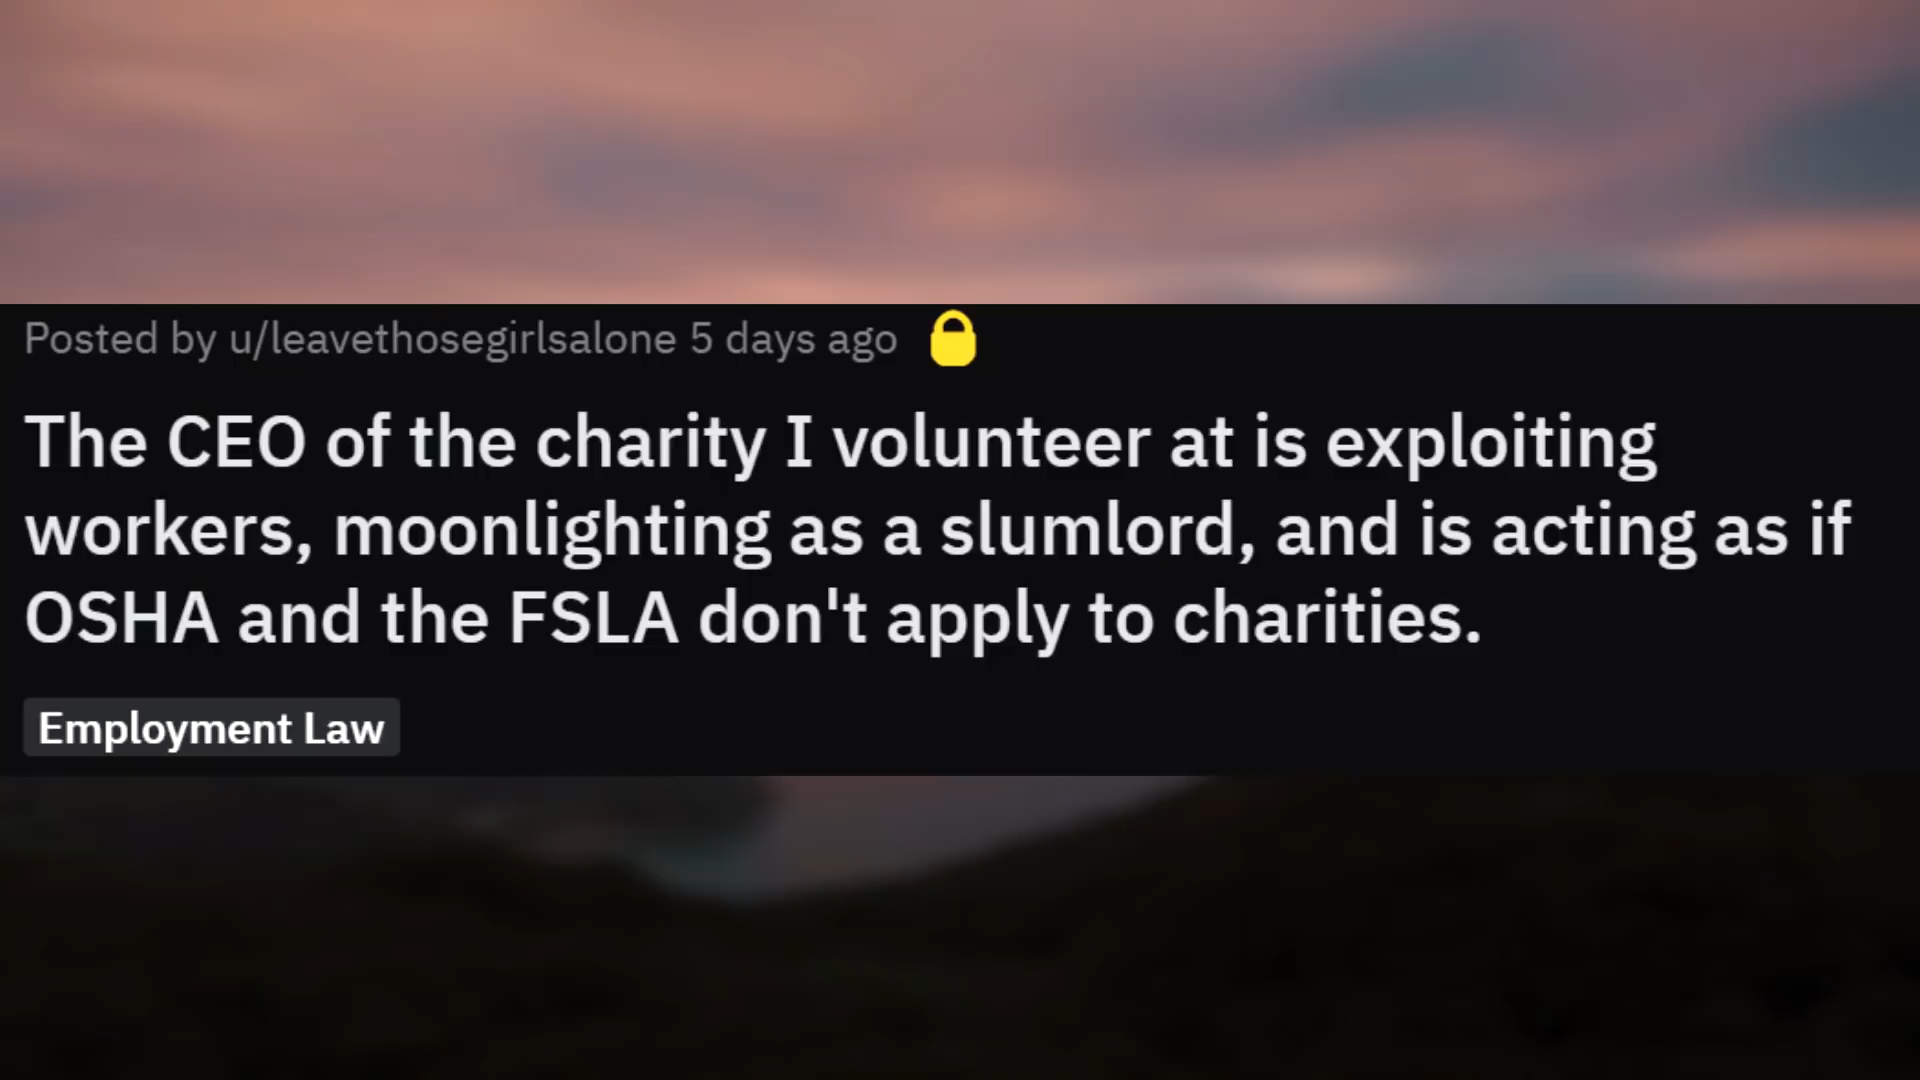 Posted by u/leavethosegirlsalone 5 days ago
The CEO of the charity I volunteer at is exploiting
workers, moonlighting as a slumlord, and is acting as if
OSHA and the FSLA don't apply to charities.
Employment Law